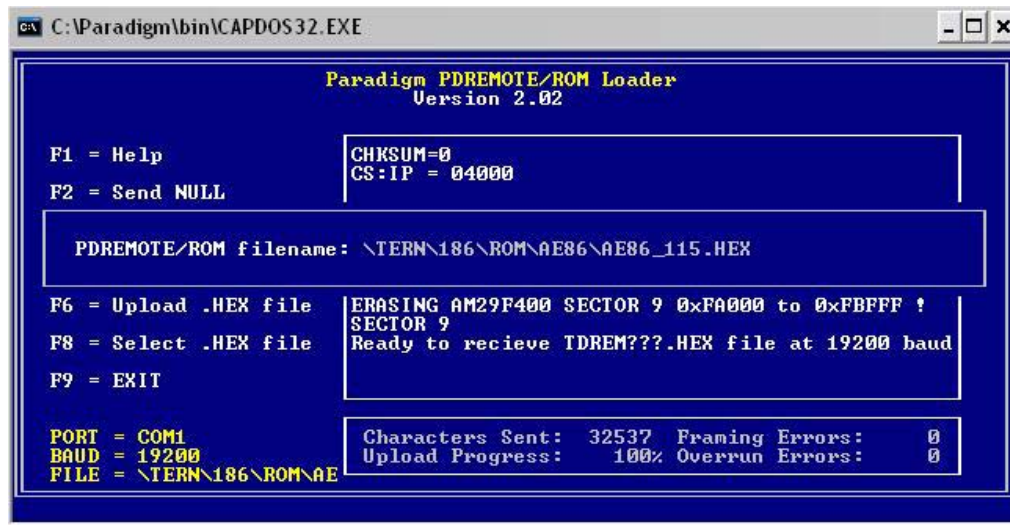 C:\Paradigm\bin\CAPDOS32.EXE
Paradigm PDREMOTE/ROM Loader
Version 2.02
F1 = Help
F2 = Send NULL
CHKSUM=0
CS:IP = 04000
PDREMOTE/ROM filename: \TERN\186\ROM\AE86\AE86_115.HEX
F6 = Upload .HEX file
F8 = Select .HEX file
F9 = EXIT
ERASING AM29F400 SECTOR 9 0xFA000 to 0xFBFFF !
SECTOR 9
Ready to recieve TDREM???.HEX file at 19200 baud
PORT = COM1
BAUD = 19200
FILE = \TERN\186\ROM\AE
Characters Sent: 32537 Framing Errors: 0
Upload Progress: 100% Overrun Errors: 0